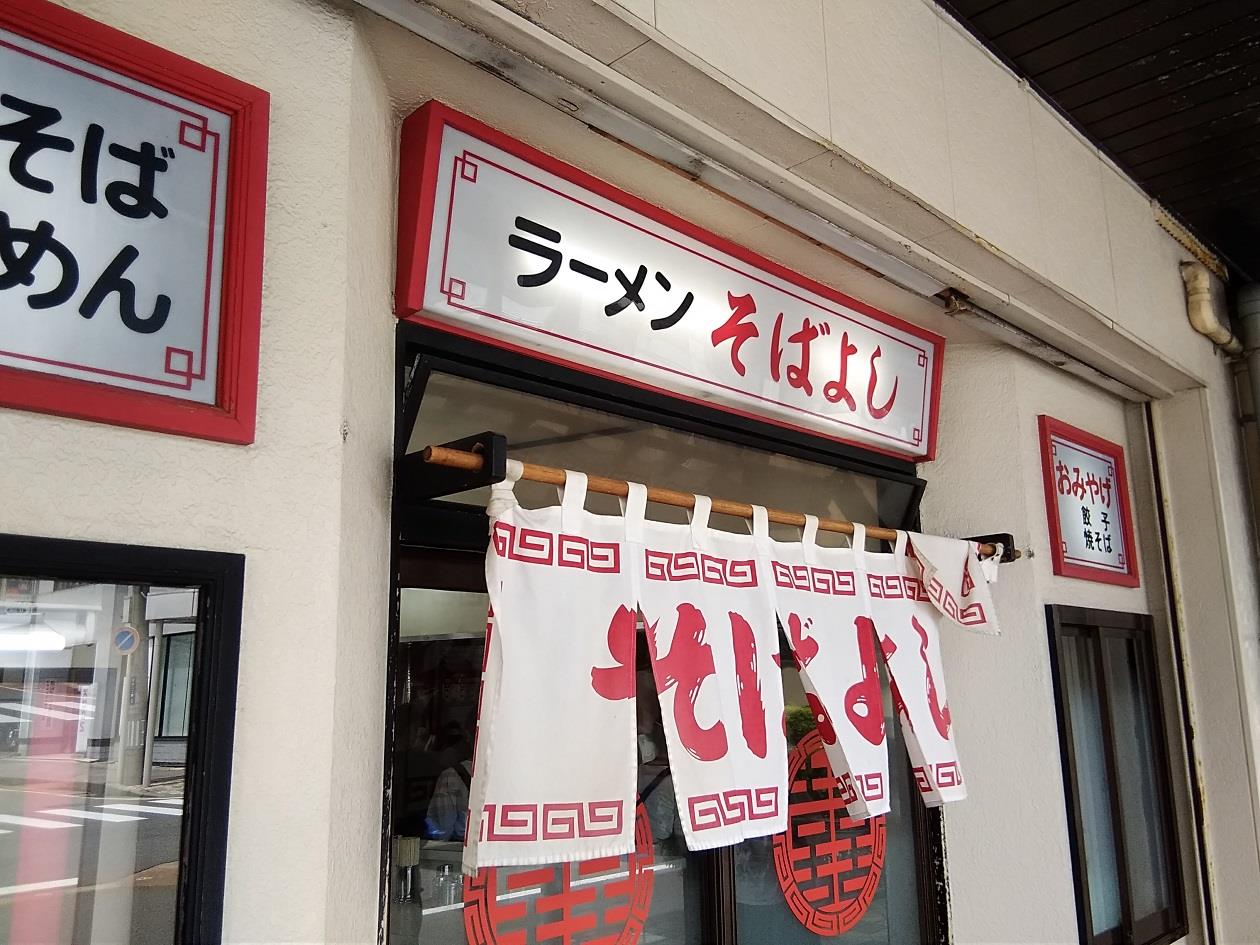 そば
めん
ラーメン そばよし
おみやげ
餃子
焼そば
そばよし